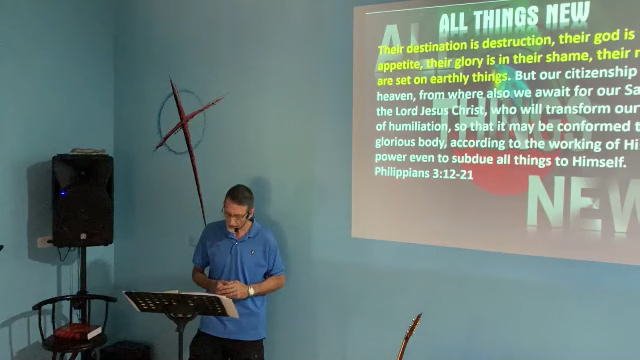 ALL THINGS NEW
Their destination is destruction, their god is
appetite, their glory is in their shame, their
are set on earthly things. But our citizenship
heaven, from where also we await for our
the Lord Jesus Christ, who will transform our
of humiliation, so that it may be conformed
glorious body, according to the working of
power even to subdue all things to Himself.
Philippians 3:12-21
ALL
THINGS
NEW